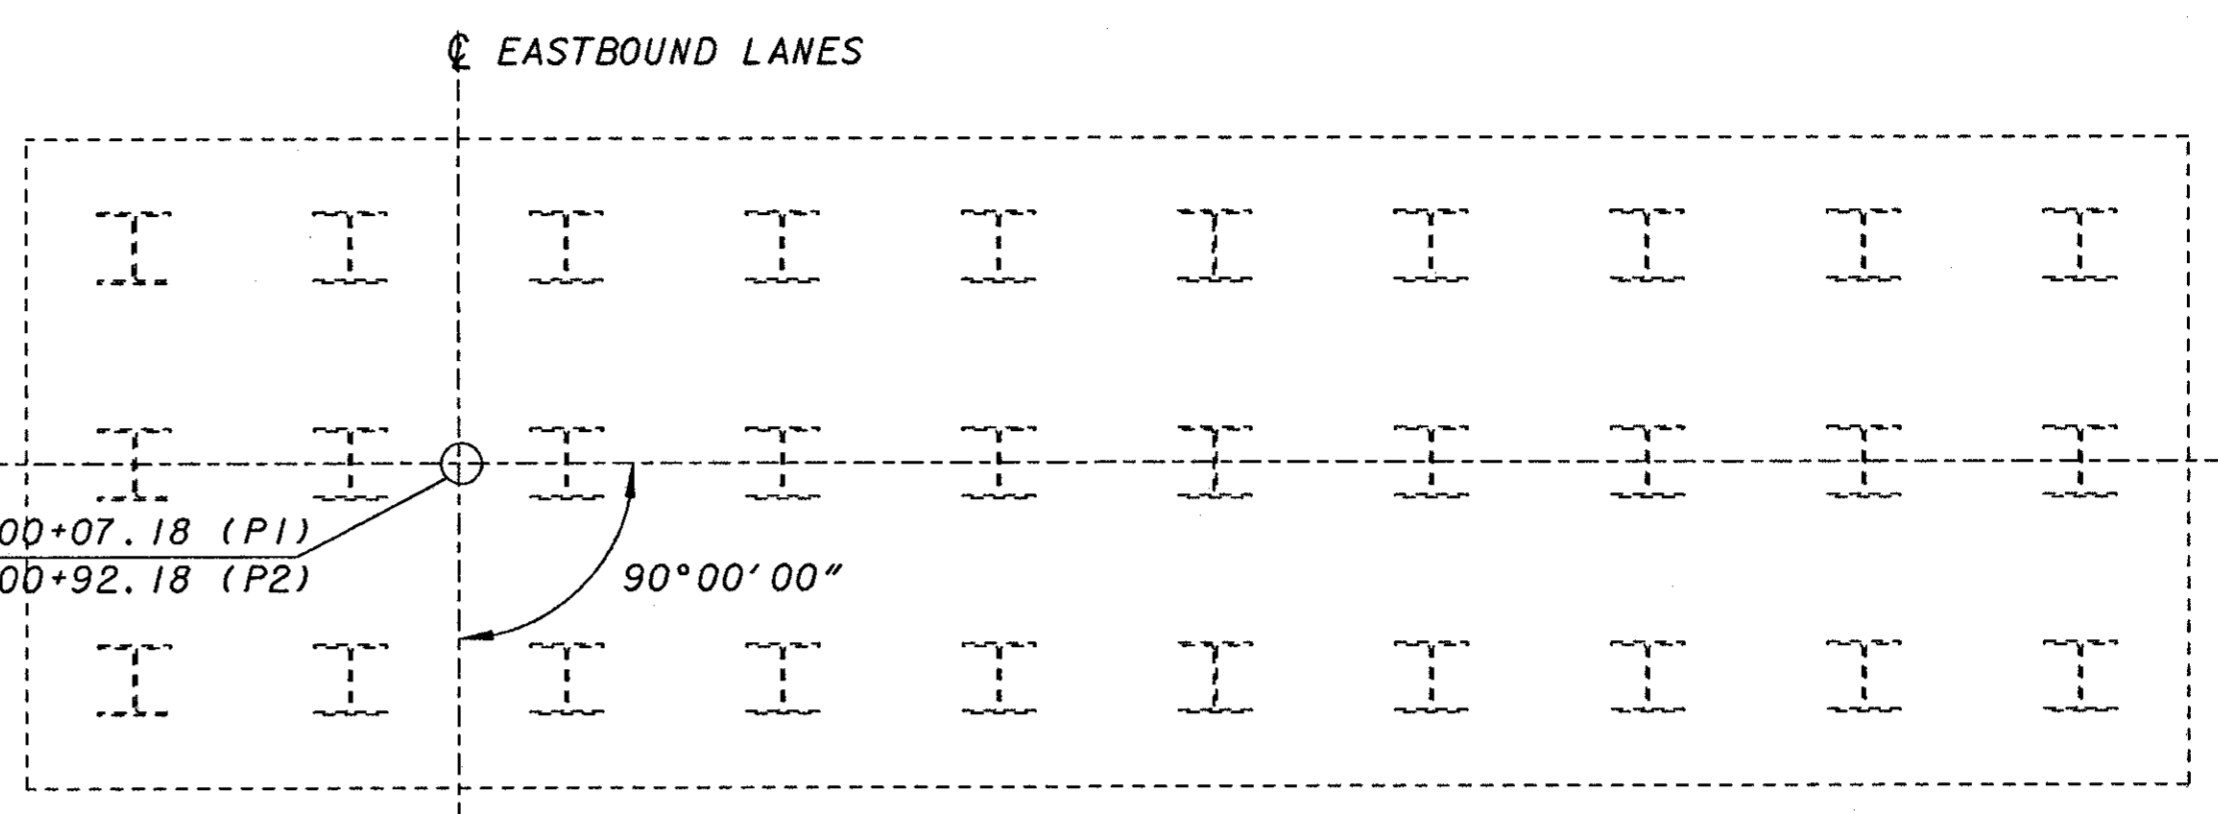 ℄ EASTBOUND LANES
00+07.18 (P1)
00+92.18 (P2)
90°00'00"